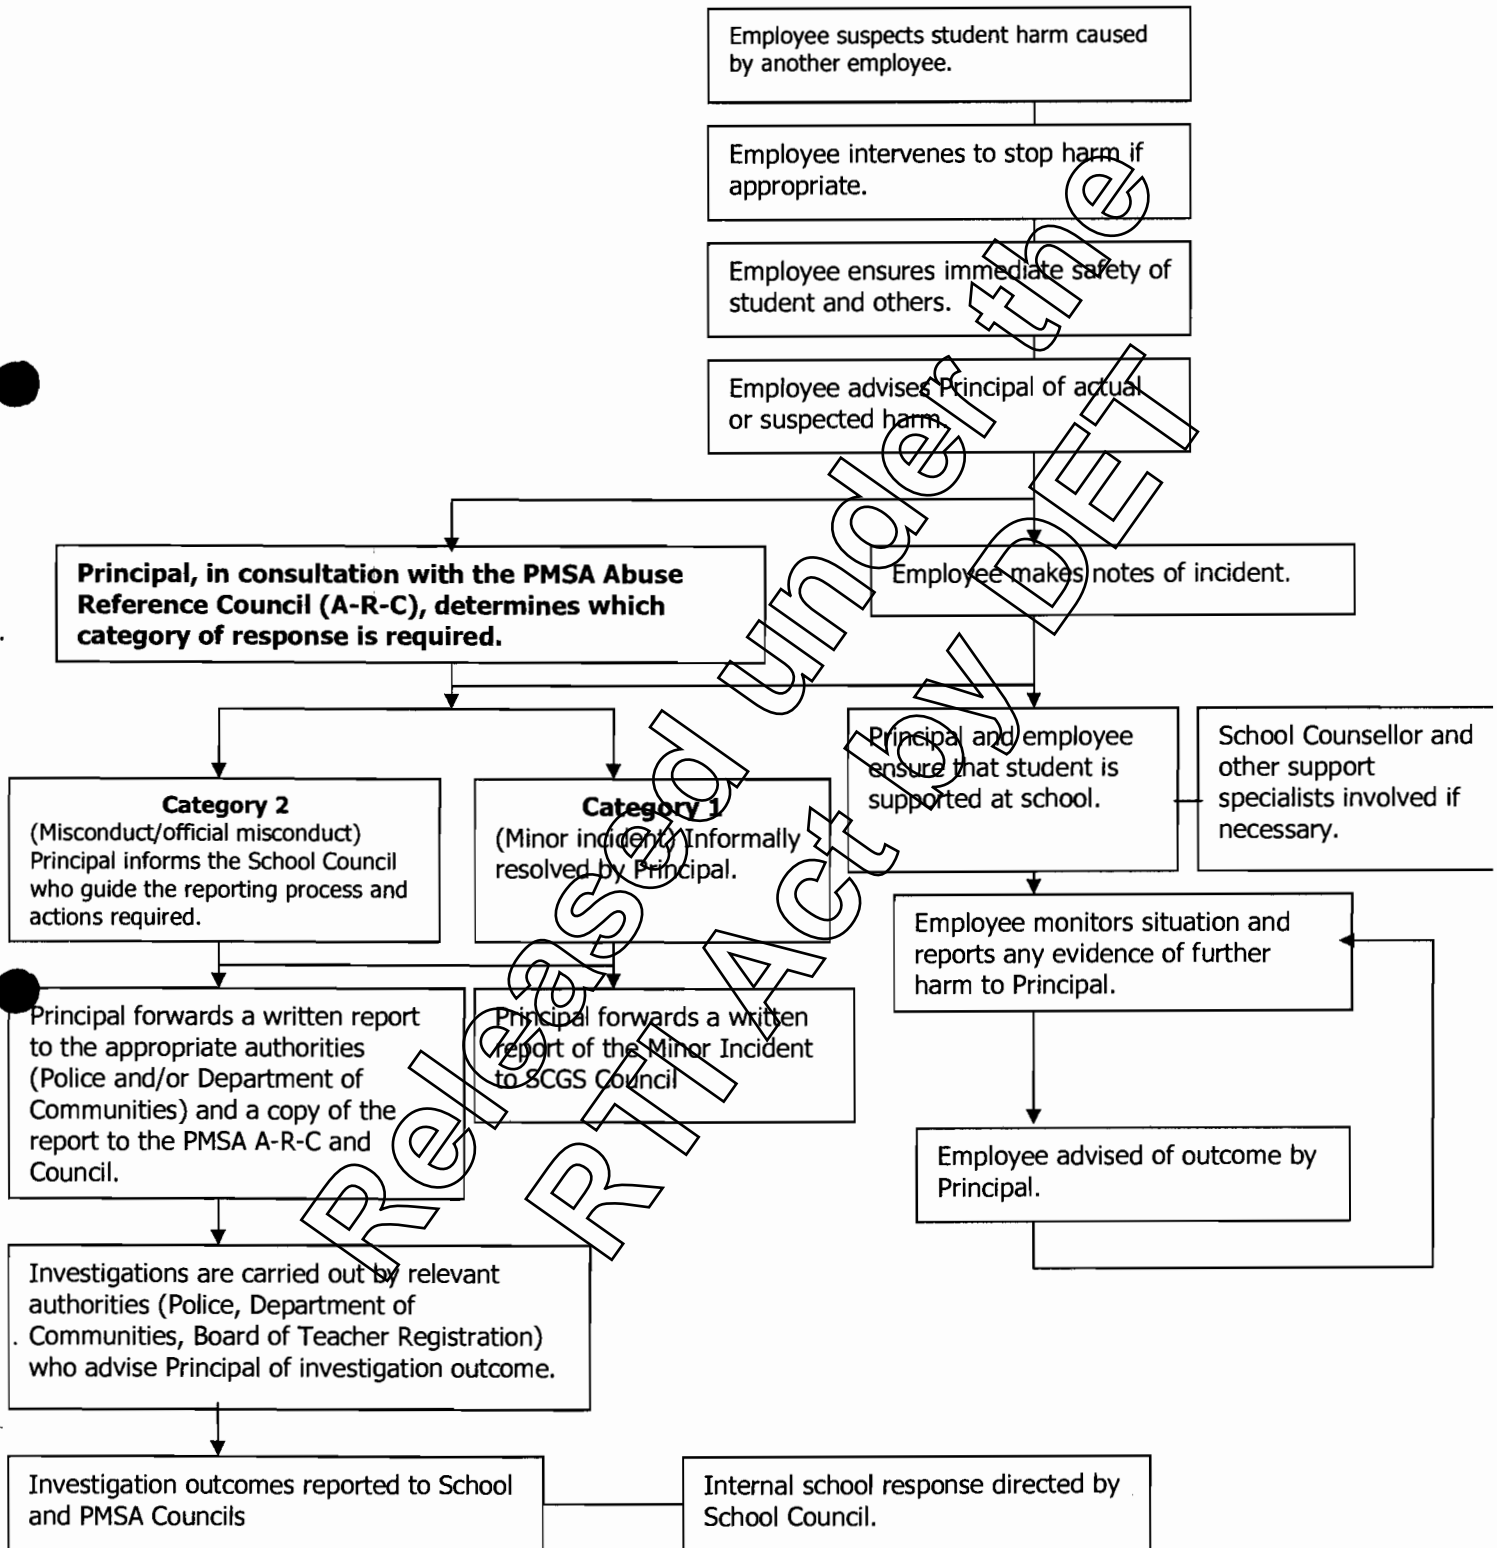 Employee suspects student harm caused
by another employee.
Employee intervenes to stop harm if
appropriate.
Employee ensures immediate safety of
student and others.
Employee advises Principal of actual
or suspected harm.
Principal, in consultation with the PMSA Abuse
Reference Council (A-R-C), determines which
category of response is required.
Employee makes notes of incident.
Category 2
(Misconduct/official misconduct)
Principal informs the School Council
who guide the reporting process and
actions required.
Category 1
(Minor incident) Informally
resolved by Principal.
Principal and employee
ensure that student is
supported at school.
School Counsellor and
other support
specialists involved if
necessary.
Employee monitors situation and
reports any evidence of further
harm to Principal.
Principal forwards a written report
to the appropriate authorities
(Police and/or Department of
Communities) and a copy of the
report to the PMSA A-R-C and
Council.
Principal forwards a written
report of the Minor Incident
to SCGS Council
Employee advised of outcome by
Principal.
Investigations are carried out by relevant
authorities (Police, Department of
Communities, Board of Teacher Registration)
who advise Principal of investigation outcome.
Investigation outcomes reported to School
and PMSA Councils
Internal school response directed by
School Council.
Released under the
RTI Act by DET